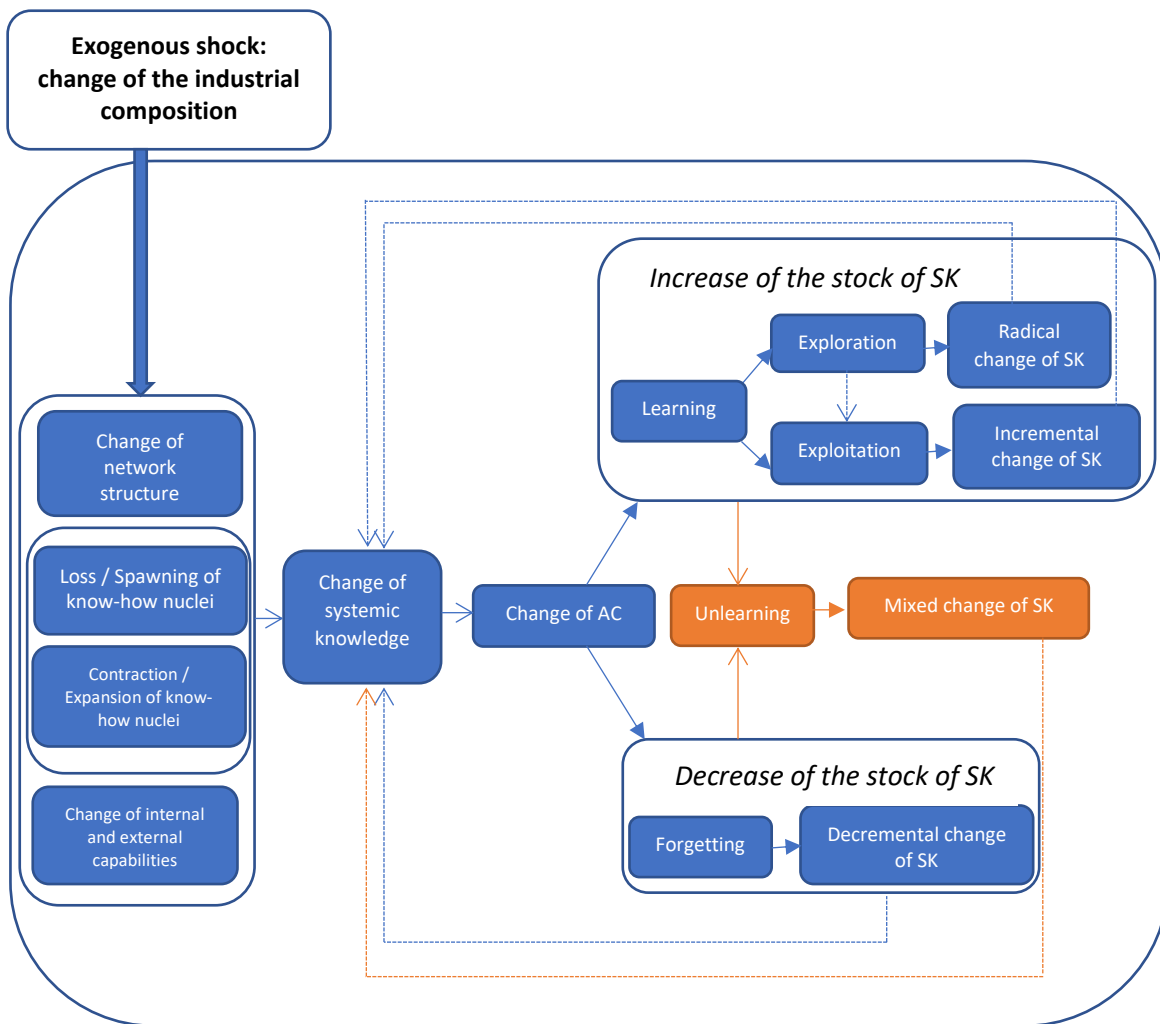 Exogenous shock:
change of the industrial
composition
Increase of the stock of SK
Exploration
Radical
change of SK
Learning
Exploitation
Incremental
change of SK
Change of
network
structure
Loss / Spawning of
know-how nuclei
Contraction /
Expansion of know-
how nuclei
Change of internal
and external
capabilities
Change of
systemic
knowledge
Change of AC
Unlearning
Mixed change of SK
Decrease of the stock of SK
Forgetting
Decremental change
of SK